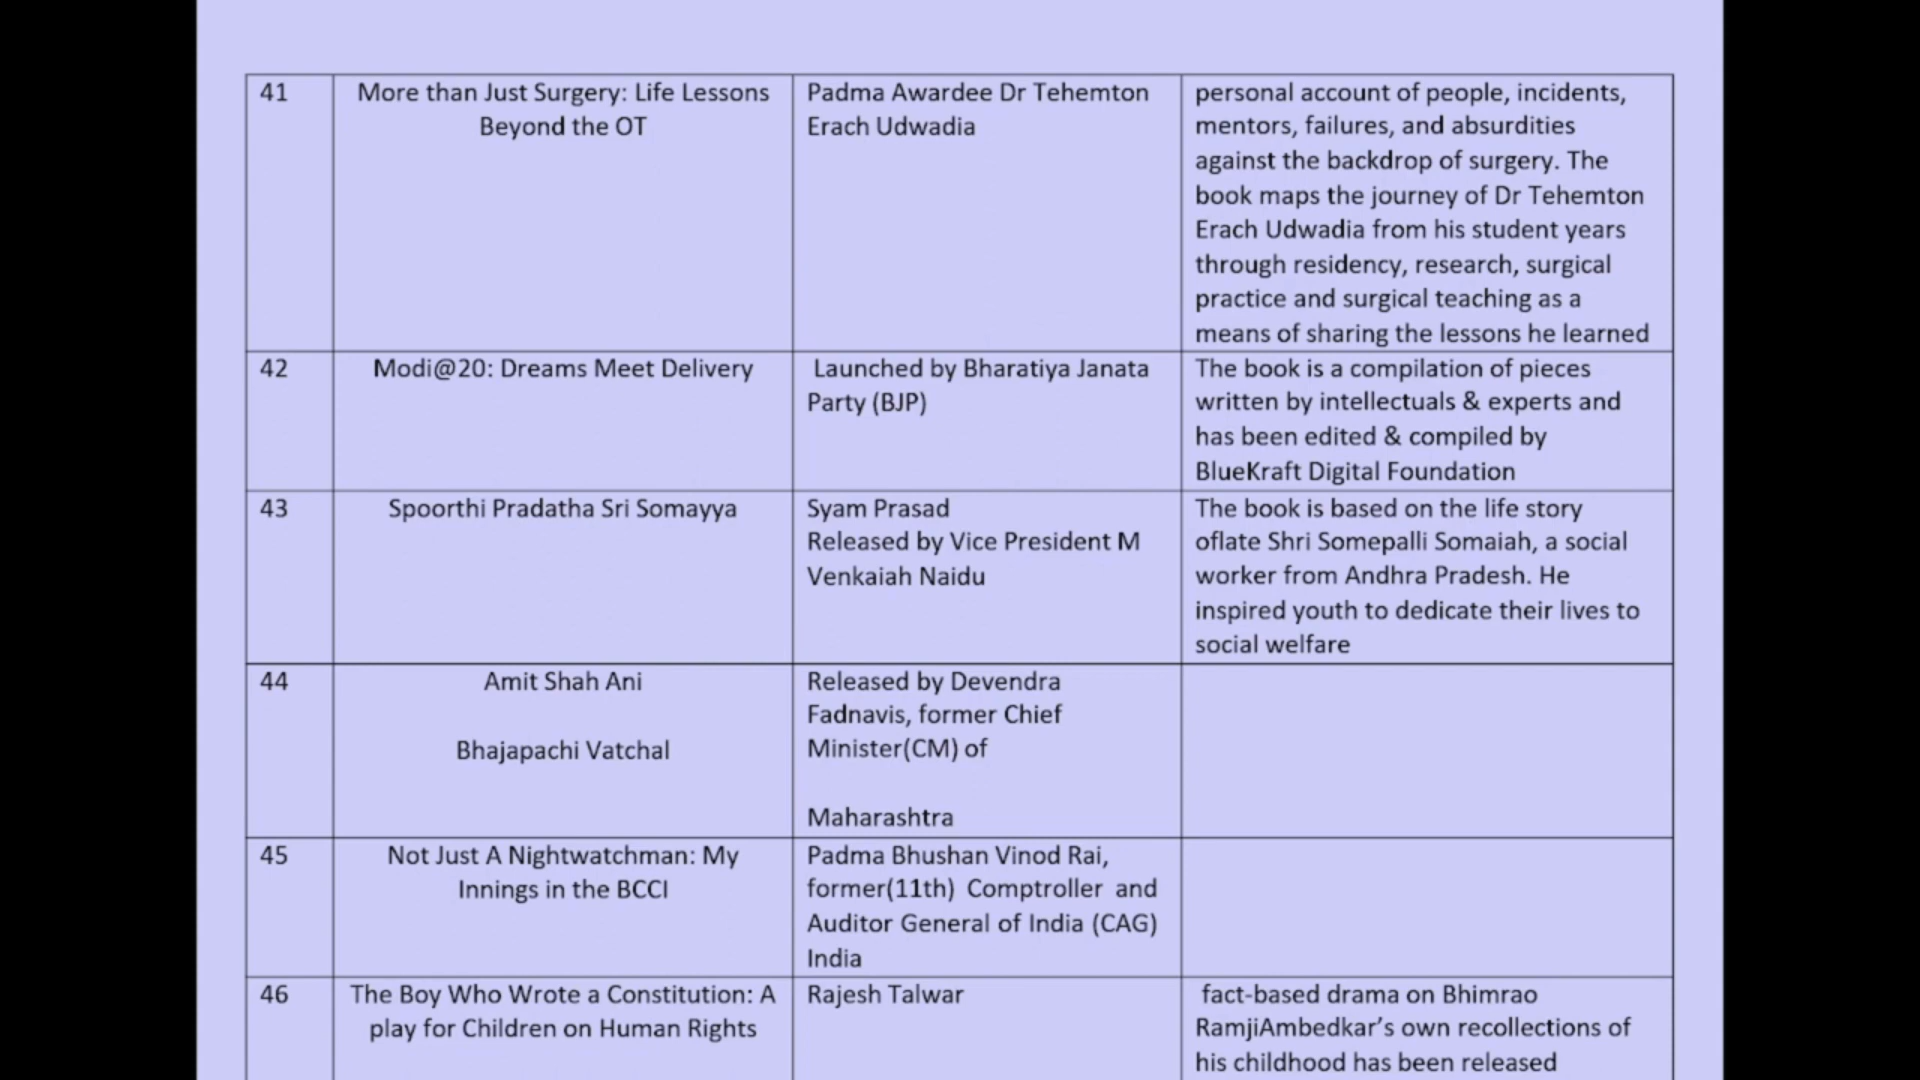 41
More than Just Surgery: Life Lessons
Beyond the OT
Padma Awardee Dr Tehemton
Erach Udwadia
personal account of people, incidents,
mentors, failures, and absurdities
against the backdrop of surgery. The
book maps the journey of Dr Tehemton
Erach Udwadia from his student years
through residency, research, surgical
practice and surgical teaching as a
means of sharing the lessons he learned
42
Modi@20: Dreams Meet Delivery
Launched by Bharatiya Janata
Party (BJP)
The book is a compilation of pieces
written by intellectuals & experts and
has been edited & compiled by
BlueKraft Digital Foundation
43
Spoorthi Pradatha Sri Somayya
Syam Prasad
Released by Vice President M
Venkaiah Naidu
The book is based on the life story
oflate Shri Somepalli Somaiah, a social
worker from Andhra Pradesh. He
inspired youth to dedicate their lives to
social welfare
44
Amit Shah Ani
Bhajapachi Vatchal
Released by Devendra
Fadnavis, former Chief
Minister(CM) of
Maharashtra
45
Not Just A Nightwatchman: My
Innings in the BCCI
Padma Bhushan Vinod Rai,
former(11th) Comptroller and
Auditor General of India (CAG)
India
46
The Boy Who Wrote a Constitution: A
play for Children on Human Rights
Rajesh Talwar
fact-based drama on Bhimrao
RamjiAmbedkar’s own recollections of
his childhood has been released